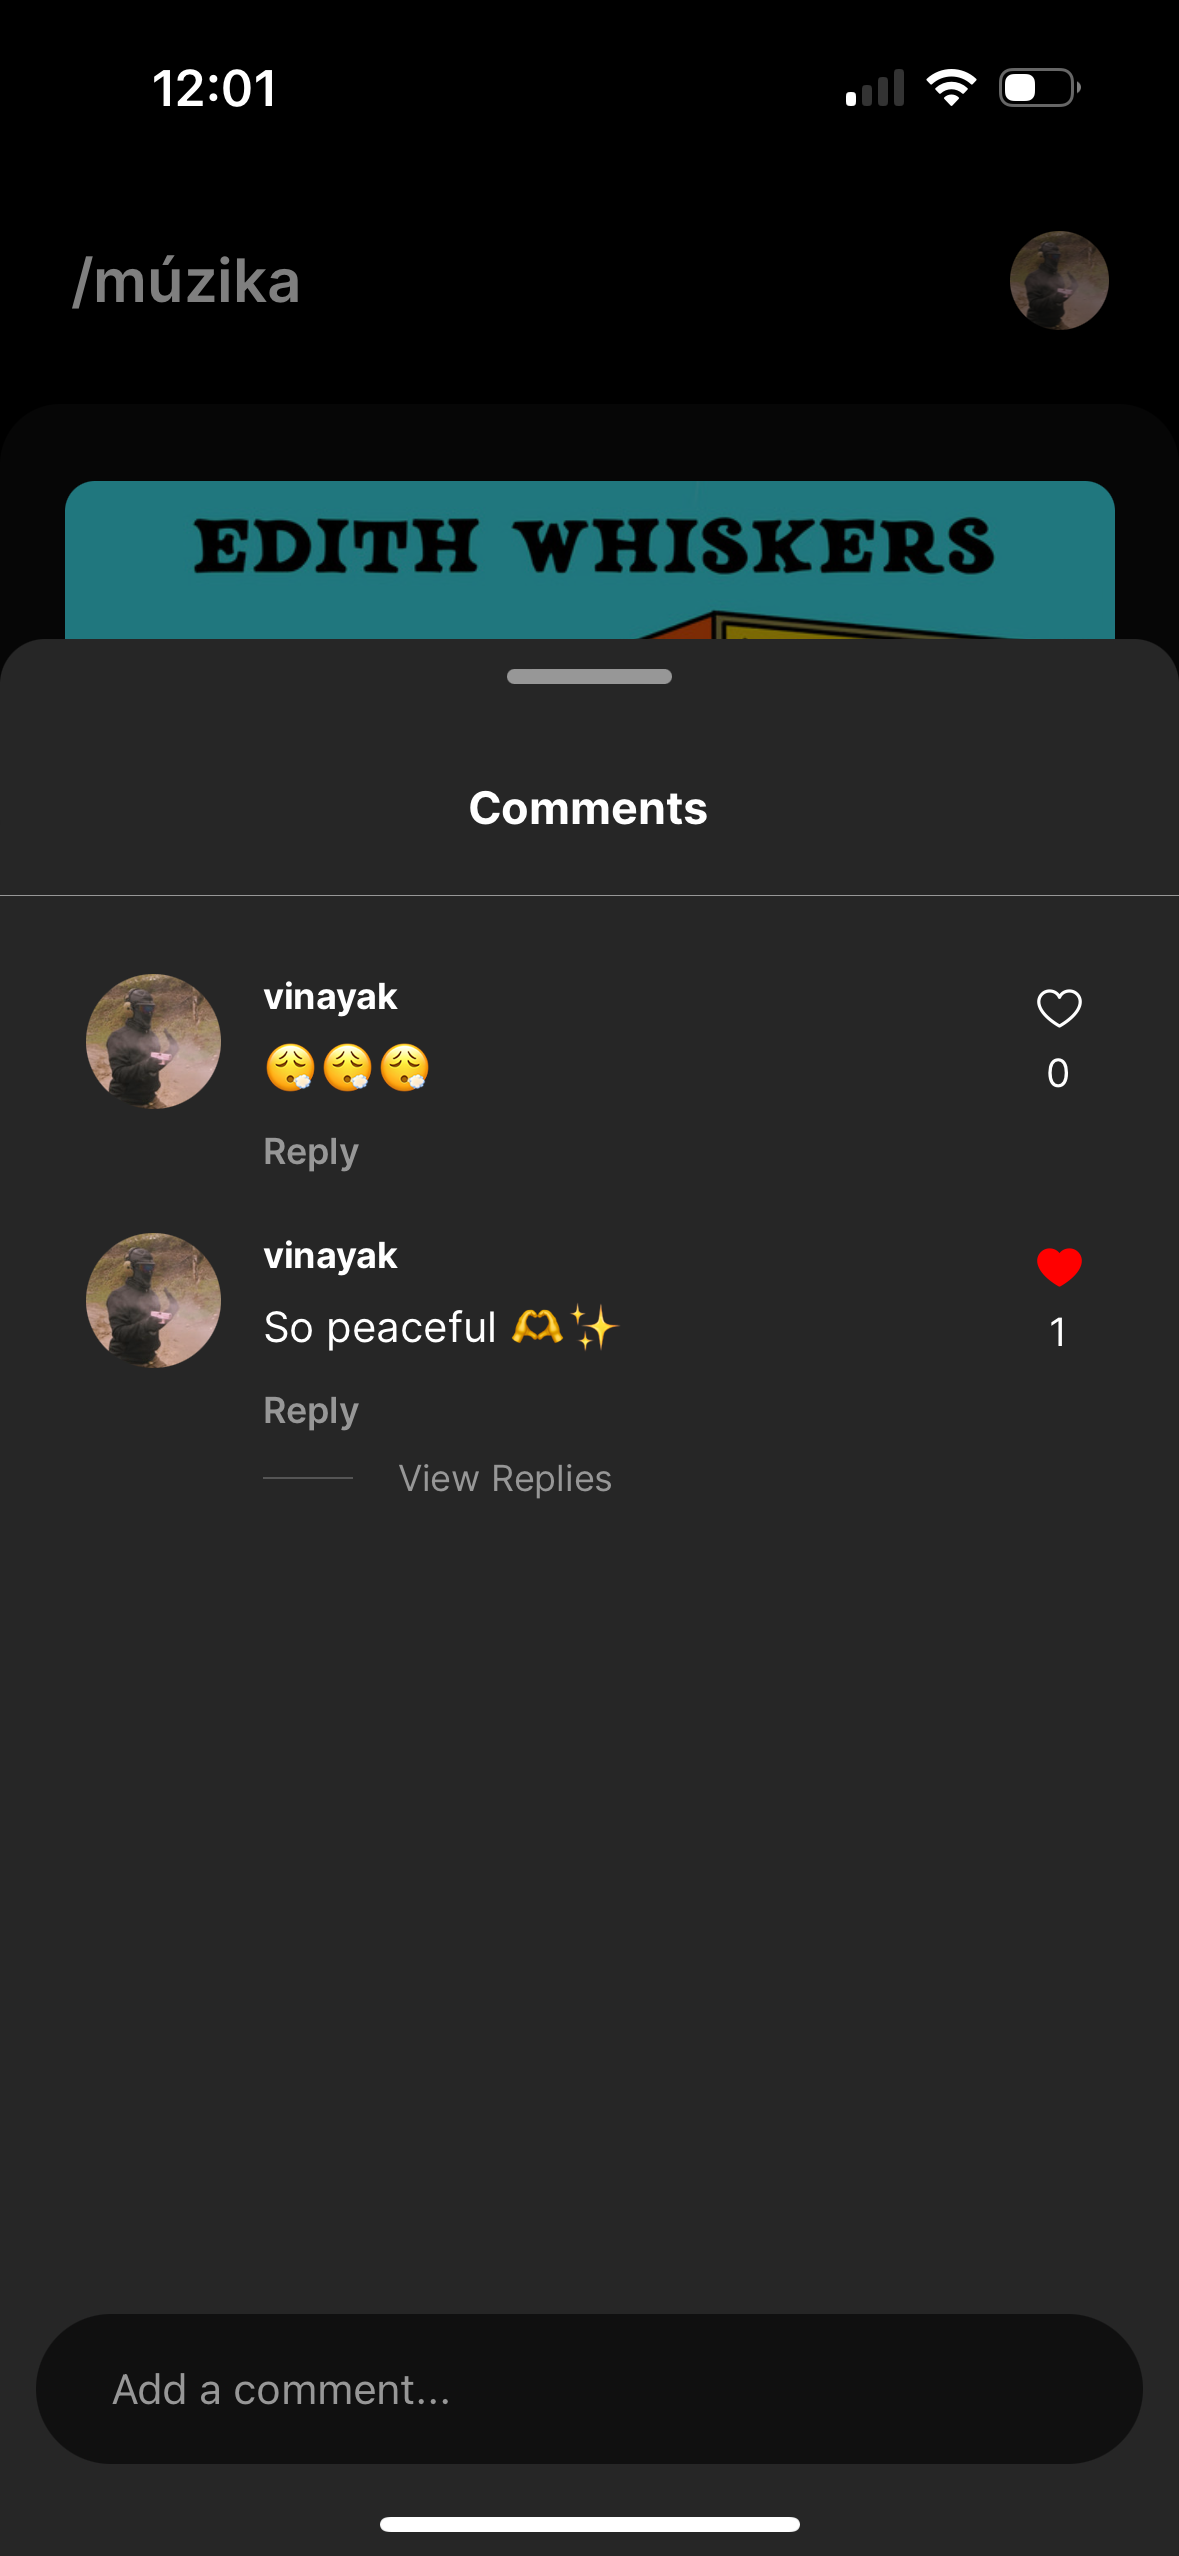 12:01
/múzika
EDITH WHISKERS
Comments
vinayak
😮‍💨😮‍💨😮‍💨
0
Reply
vinayak
So peaceful 🫶✨
1
Reply
View Replies
Add a comment...